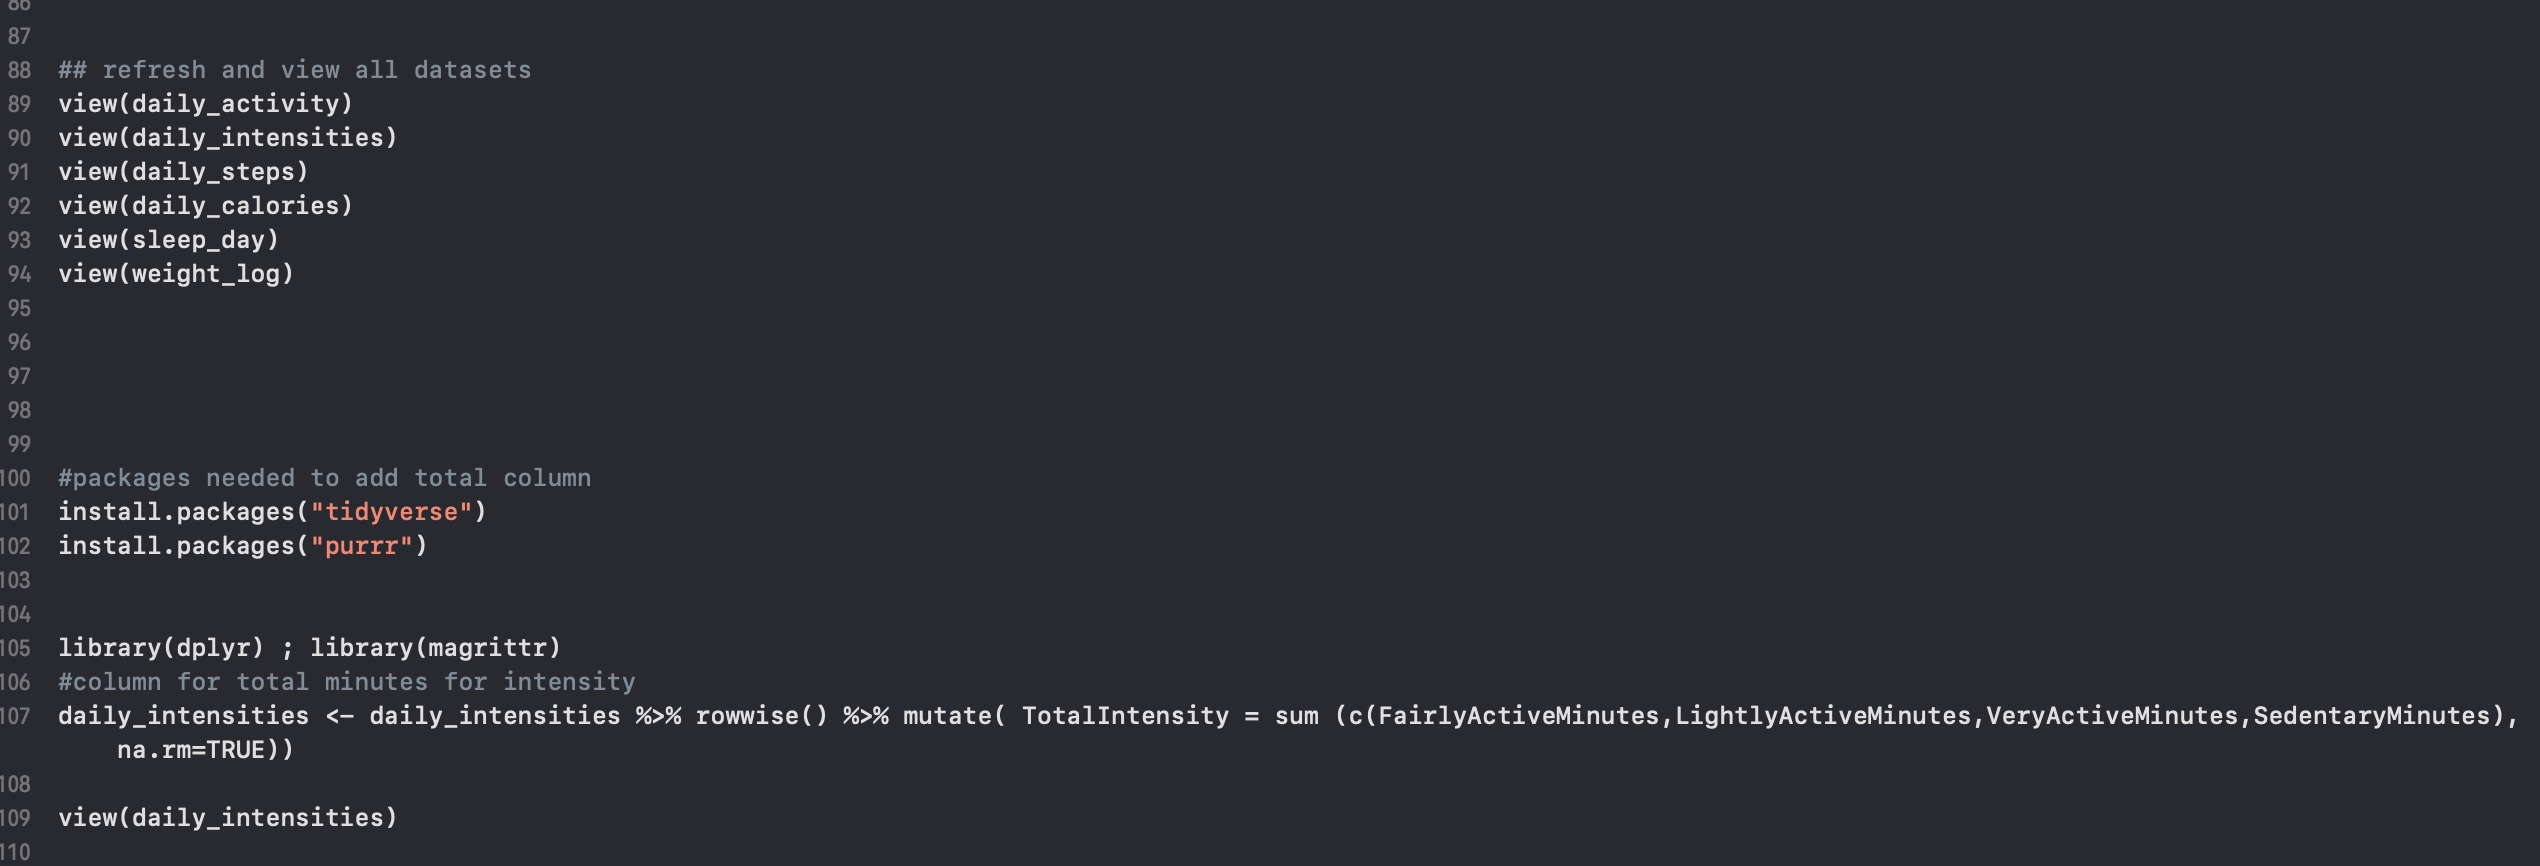 86
87
88 ## refresh and view all datasets
89 view(daily_activity)
90 view(daily_intensities)
91 view(daily_steps)
92 view(daily_calories)
93 view(sleep_day)
94 view(weight_log)
95
96
97
98
99
100 #packages needed to add total column
101 install.packages("tidyverse")
102 install.packages("purrr")
103
104
105 library(dplyr) ; library(magrittr)
106 #column for total minutes for intensity
107 daily_intensities <- daily_intensities %>% rowwise() %>% mutate( TotalIntensity = sum (c(FairlyActiveMinutes,LightlyActiveMinutes,VeryActiveMinutes,SedentaryMinutes),
na.rm=TRUE))
108
109 view(daily_intensities)
110